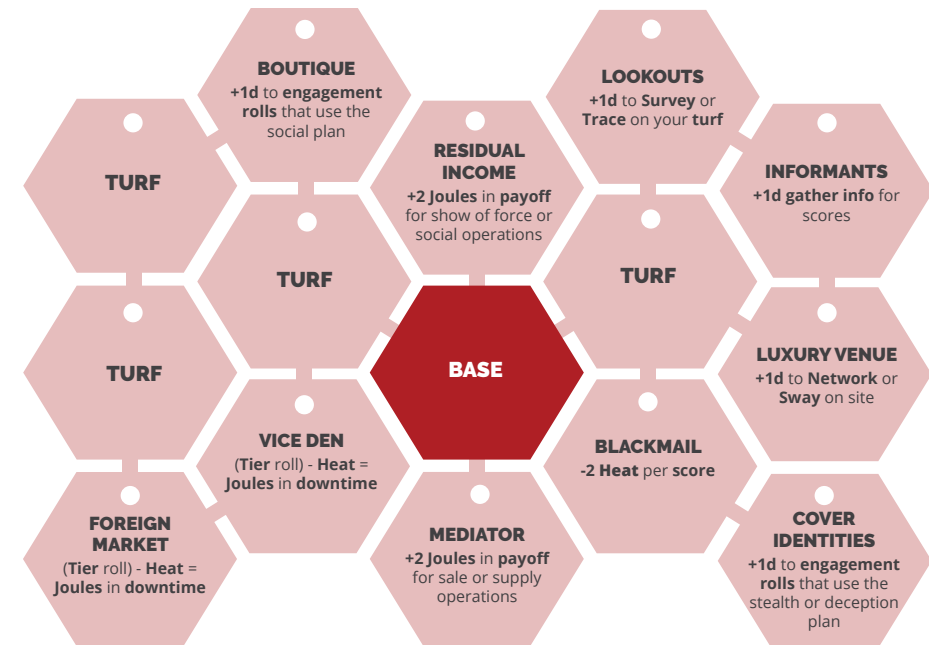 BOUTIQUE
+1d to engagement
rolls that use the
social plan
LOOKOUTS
+1d to Survey or
Trace on your turf
TURF
RESIDUAL
INCOME
+2 Joules in payoff
for show of force or
social operations
INFORMANTS
+1d gather info for
scores
TURF
TURF
TURF
BASE
LUXURY VENUE
+1d to Network or
Sway on site
VICE DEN
(Tier roll) - Heat =
Joules in downtime
BLACKMAIL
-2 Heat per score
FOREIGN
MARKET
(Tier roll) - Heat =
Joules in downtime
MEDIATOR
+2 Joules in payoff
for sale or supply
operations
COVER
IDENTITIES
+1d to engagement
rolls that use the
stealth or deception
plan